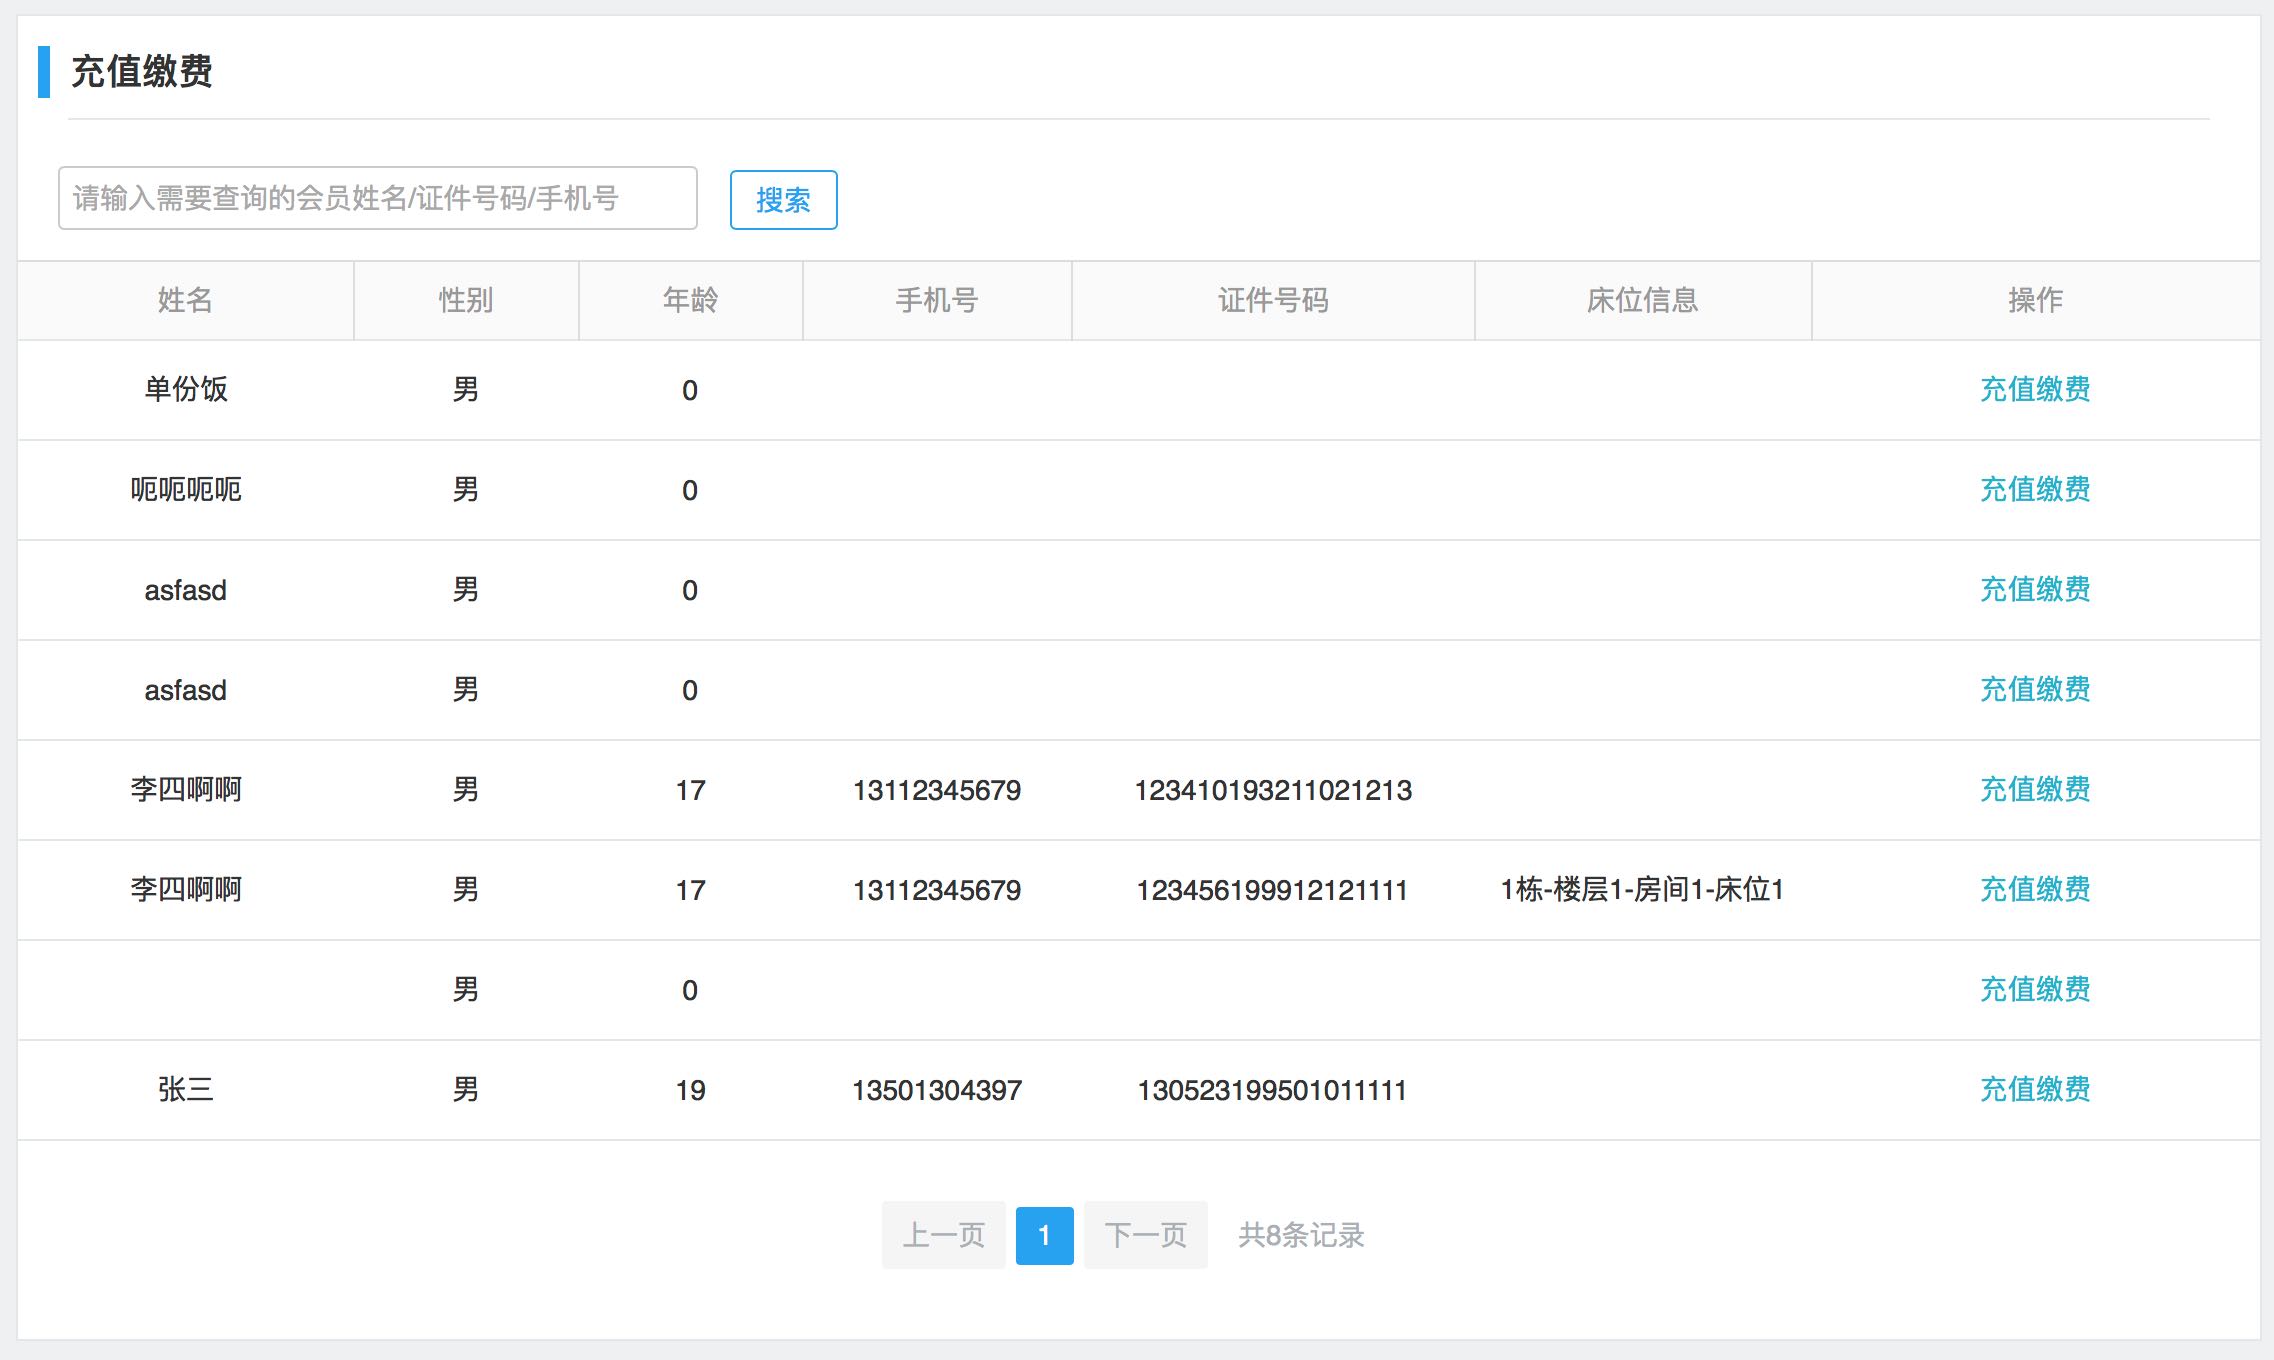 充值缴费
请输入需要查询的会员姓名/证件号码/手机号 搜索
姓名 性别 年龄 手机号 证件号码 床位信息 操作
单份饭 男 0 充值缴费
呃呃呃呃 男 0 充值缴费
asfasd 男 0 充值缴费
asfasd 男 0 充值缴费
李四啊啊 男 17 13112345679 123410193211021213 充值缴费
李四啊啊 男 17 13112345679 123456199912121111 1栋-楼层1-房间1-床位1 充值缴费
男 0 充值缴费
张三 男 19 13501304397 130523199501011111 充值缴费
上一页 1 下一页 共8条记录